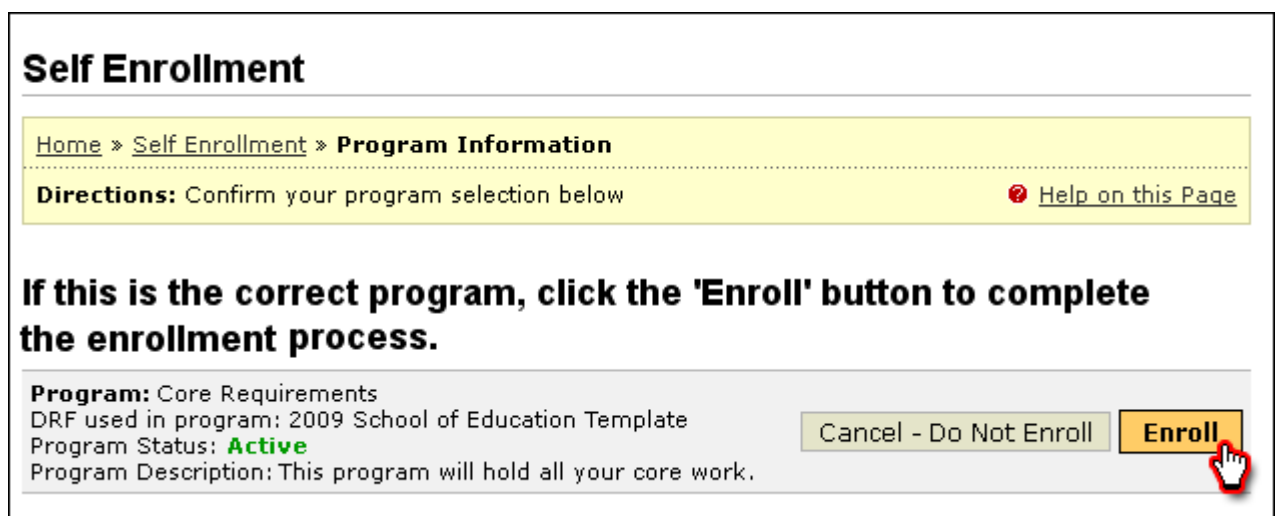 Self Enrollment
Home » Self Enrollment » Program Information
Directions: Confirm your program selection below
Help on this Page
If this is the correct program, click the 'Enroll' button to complete
the enrollment process.
Program: Core Requirements
DRF used in program: 2009 School of Education Template
Program Status: Active
Program Description: This program will hold all your core work.
Cancel - Do Not Enroll
Enroll